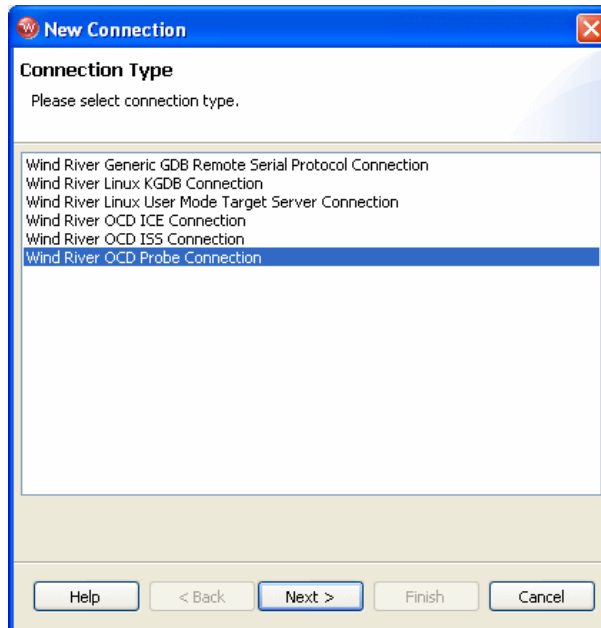 New Connection
Connection Type
Please select connection type.
Wind River Generic GDB Remote Serial Protocol Connection
Wind River Linux KGDB Connection
Wind River Linux User Mode Target Server Connection
Wind River OCD ICE Connection
Wind River OCD ISS Connection
Wind River OCD Probe Connection
Help < Back Next > Finish Cancel